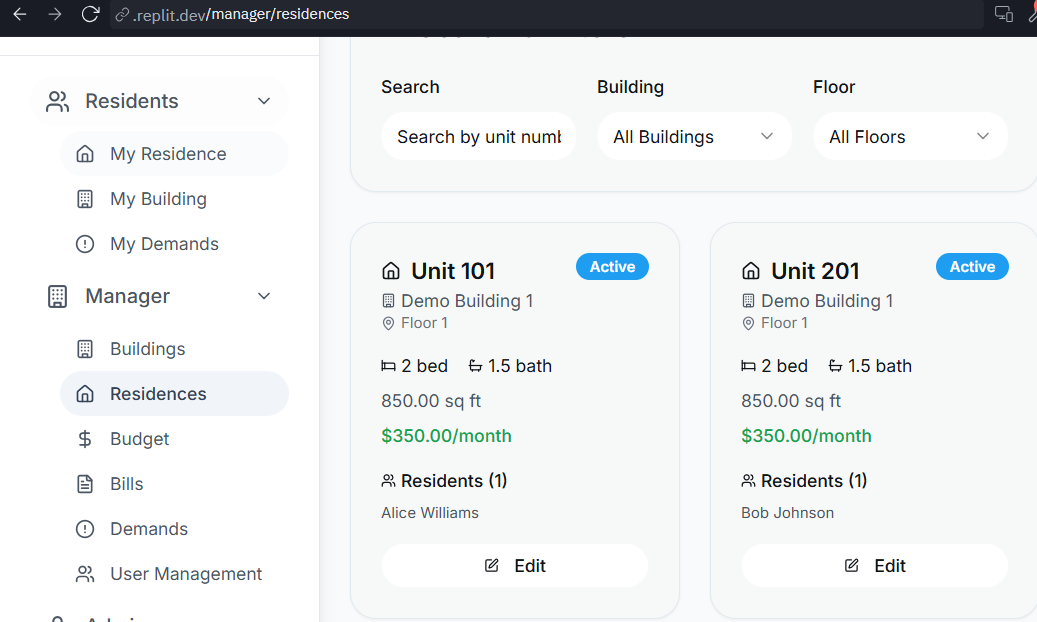 .replit.dev/manager/residences
Residents
My Residence
My Building
My Demands
Manager
Buildings
Residences
Budget
Bills
Demands
User Management
Search
Building
Floor
Search by unit numb
All Buildings
All Floors
Unit 101
Active
Demo Building 1
Floor 1
2 bed
1.5 bath
850.00 sq ft
$350.00/month
Residents (1)
Alice Williams
Edit
Unit 201
Active
Demo Building 1
Floor 1
2 bed
1.5 bath
850.00 sq ft
$350.00/month
Residents (1)
Bob Johnson
Edit